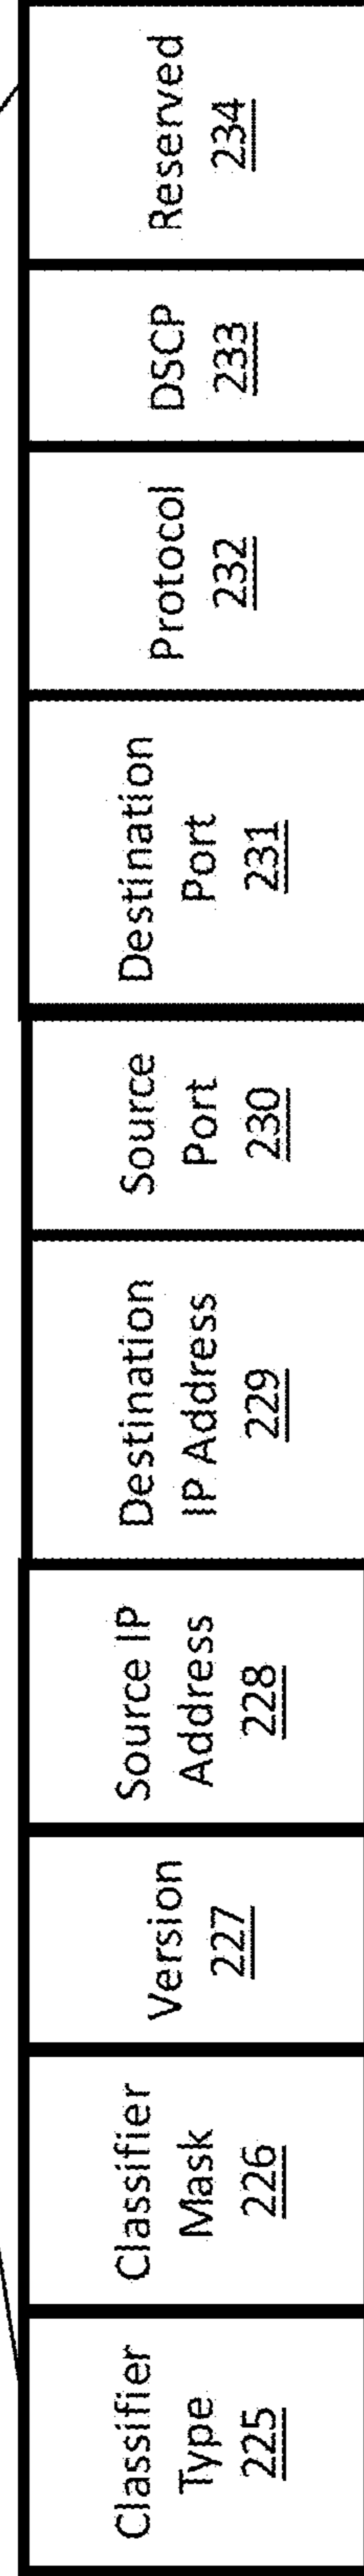 Classifier
Type
225
Classifier
Mask
226
Version
227
Source IP
Address
228
Destination
IP Address
229
Source
Port
230
Destination
Port
231
Protocol
232
DSCP
233
Reserved
234